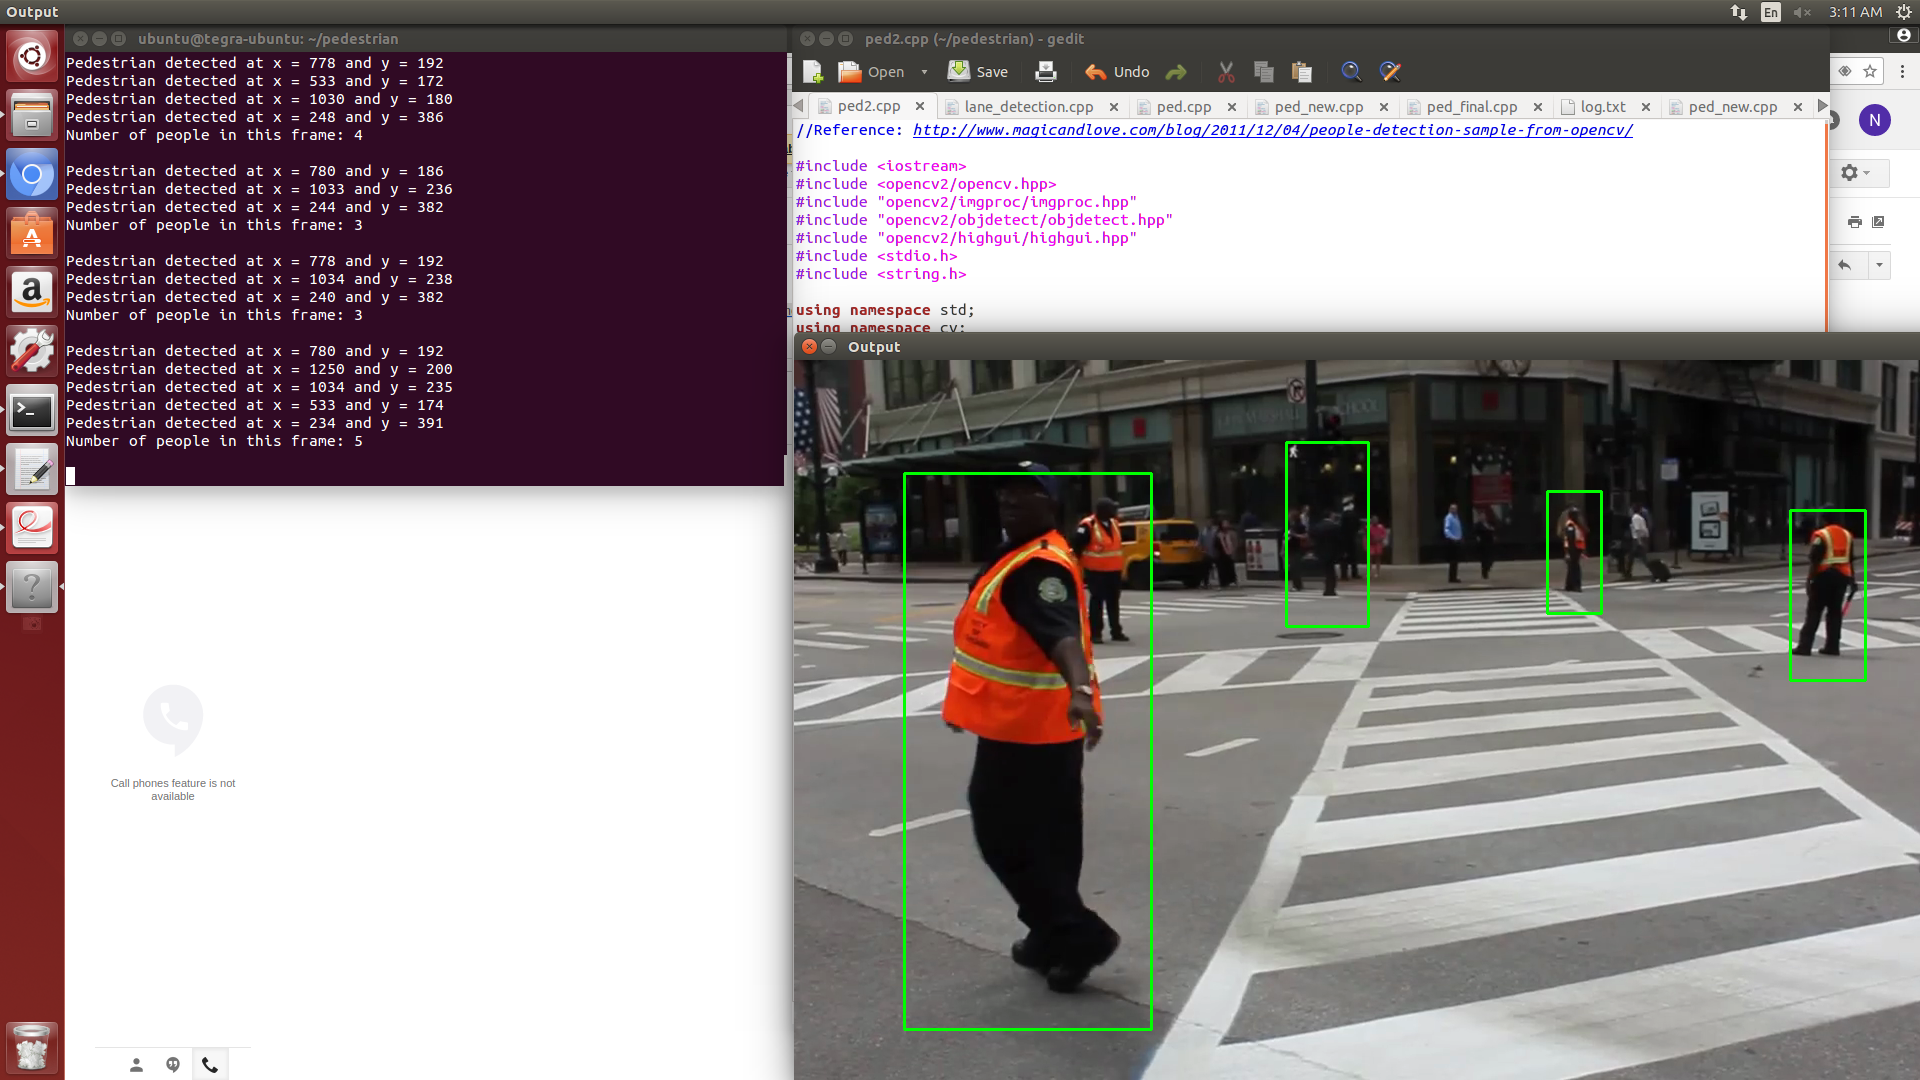 Output
En
3:11 AM
ubuntu@tegra-ubuntu: ~/pedestrian
Pedestrian detected at x = 778 and y = 192
Pedestrian detected at x = 533 and y = 172
Pedestrian detected at x = 1030 and y = 180
Pedestrian detected at x = 248 and y = 386
Number of people in this frame: 4
Pedestrian detected at x = 780 and y = 186
Pedestrian detected at x = 1033 and y = 236
Pedestrian detected at x = 244 and y = 382
Number of people in this frame: 3
Pedestrian detected at x = 778 and y = 192
Pedestrian detected at x = 1034 and y = 238
Pedestrian detected at x = 240 and y = 382
Number of people in this frame: 3
Pedestrian detected at x = 780 and y = 192
Pedestrian detected at x = 1250 and y = 200
Pedestrian detected at x = 1034 and y = 235
Pedestrian detected at x = 533 and y = 174
Pedestrian detected at x = 234 and y = 391
Number of people in this frame: 5
ped2.cpp (~/pedestrian) - gedit
Open Save Undo
ped2.cpp lane_detection.cpp ped.cpp ped_new.cpp ped_final.cpp log.txt ped_new.cpp
//Reference: http://www.magicandlove.com/blog/2011/12/04/people-detection-sample-from-opencv/
#include <iostream>
#include <opencv2/opencv.hpp>
#include "opencv2/imgproc/imgproc.hpp"
#include "opencv2/objdetect/objdetect.hpp"
#include "opencv2/highgui/highgui.hpp"
#include <stdio.h>
#include <string.h>
using namespace std;
using namespace cv;
N
Output
SCHOOL
Call phones feature is not
available